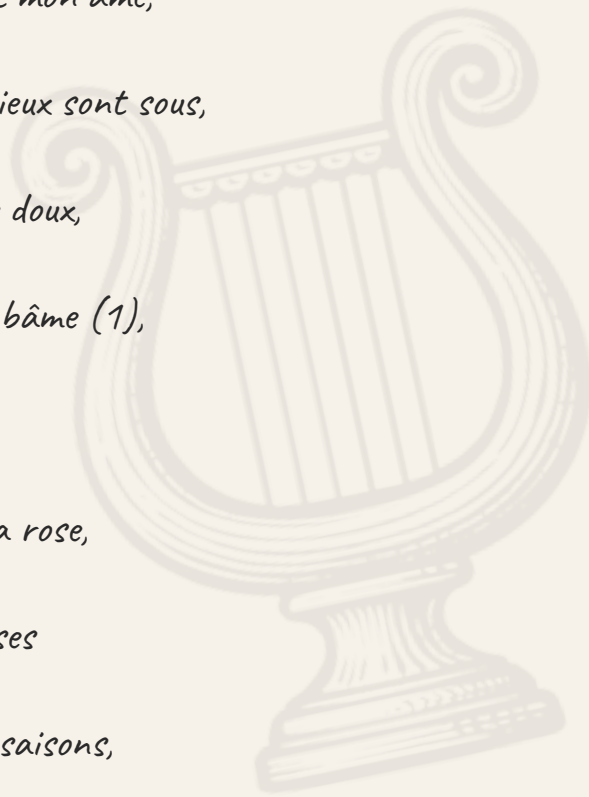 mon âme,
ieux sont sous,
doux,
bâme (1),
a rose,
ses
saisons,